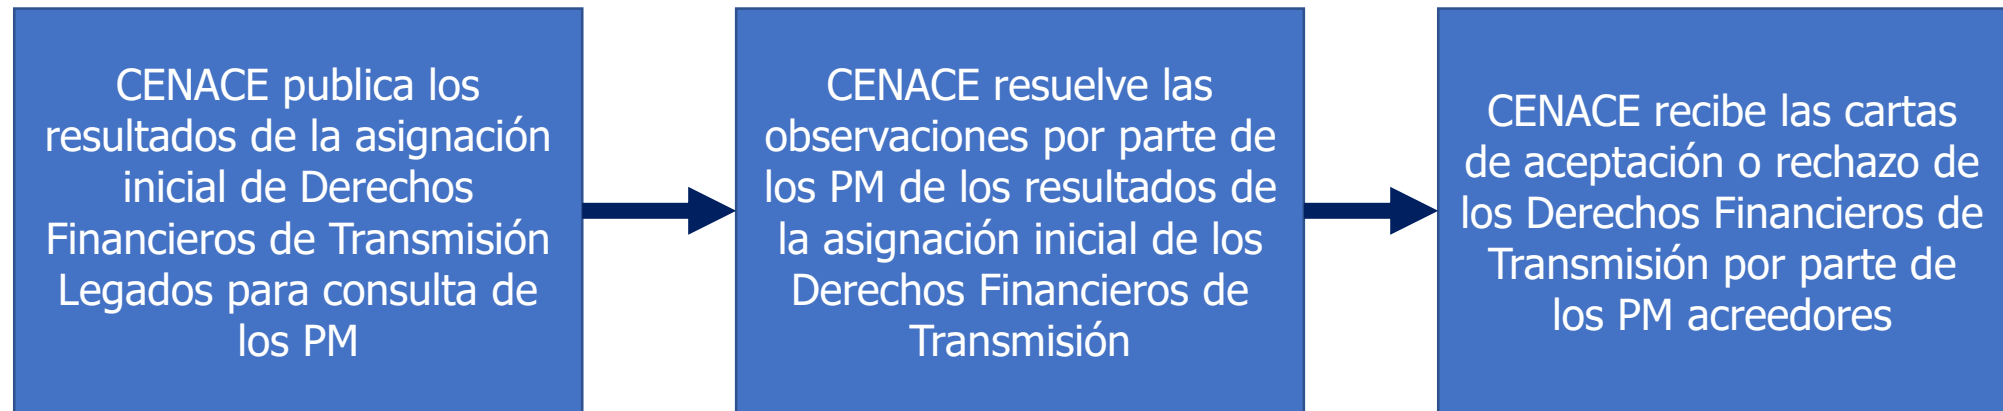 CENACE publica los
resultados de la asignación
inicial de Derechos
Financieros de Transmisión
Legados para consulta de
los PM
CENACE resuelve las
observaciones por parte de
los PM de los resultados de
la asignación inicial de los
Derechos Financieros de
Transmisión
CENACE recibe las cartas
de aceptación o rechazo de
los Derechos Financieros de
Transmisión por parte de
los PM acreedores